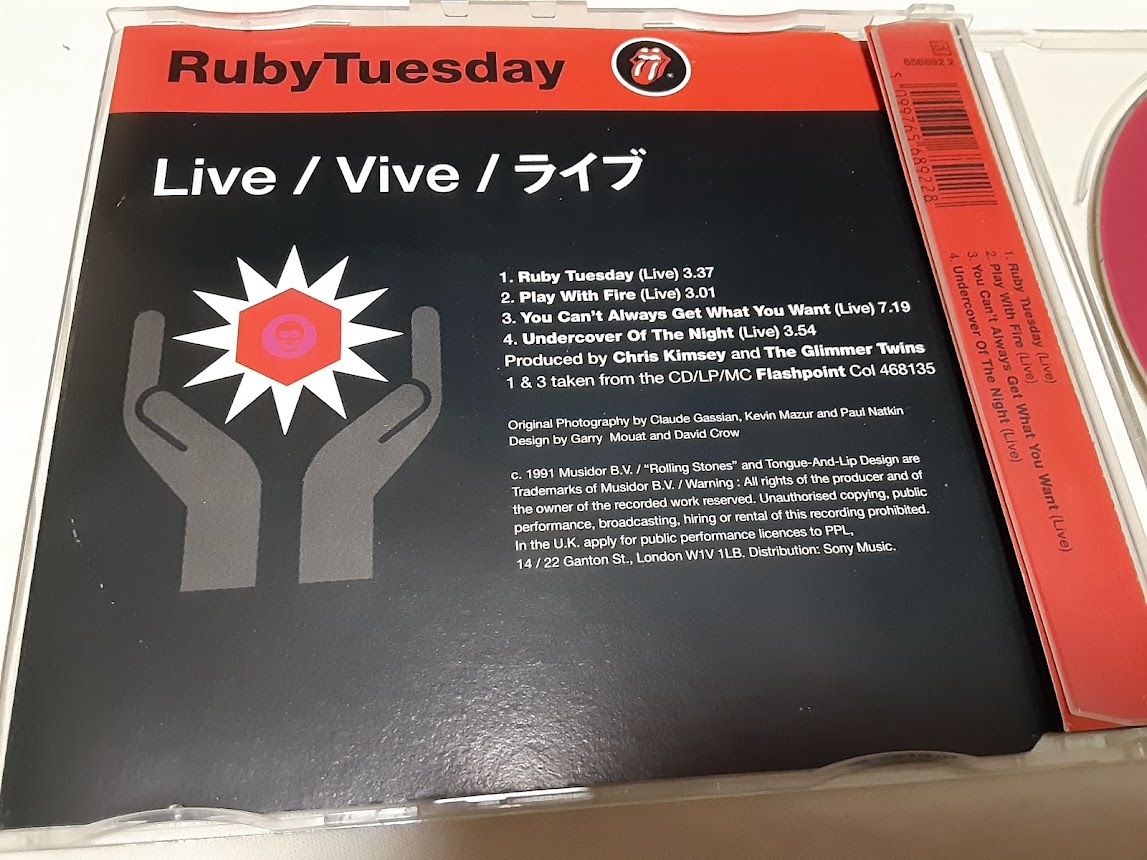 RubyTuesday
Live / Vive / ライブ
1. Ruby Tuesday (Live) 3.37
2. Play With Fire (Live) 3.01
3. You Can't Always Get What You Want (Live) 7.19
4. Undercover Of The Night (Live) 3.54
Produced by Chris Kimsey and The Glimmer Twins
1 & 3 taken from the CD/LP/MC Flashpoint Col 468135
Original Photography by Claude Gassian, Kevin Mazur and Paul Natkin
Design by Garry Mouat and David Crow
c. 1991 Musidor B.V. / "Rolling Stones" and Tongue-And-Lip Design are
Trademarks of Musidor B.V. / Warning : All rights of the producer and of
the owner of the recorded work reserved. Unauthorised copying, public
performance, broadcasting, hiring or rental of this recording prohibited.
In the U.K. apply for public performance licences to PPL,
14 / 22 Ganton St., London W1V 1LB. Distribution: Sony Music.
656892 2
5 099765 689228
1. Ruby Tuesday (Live)
2. Play With Fire (Live)
3. You Can't Always Get What You Want (Live)
4. Undercover Of The Night (Live)